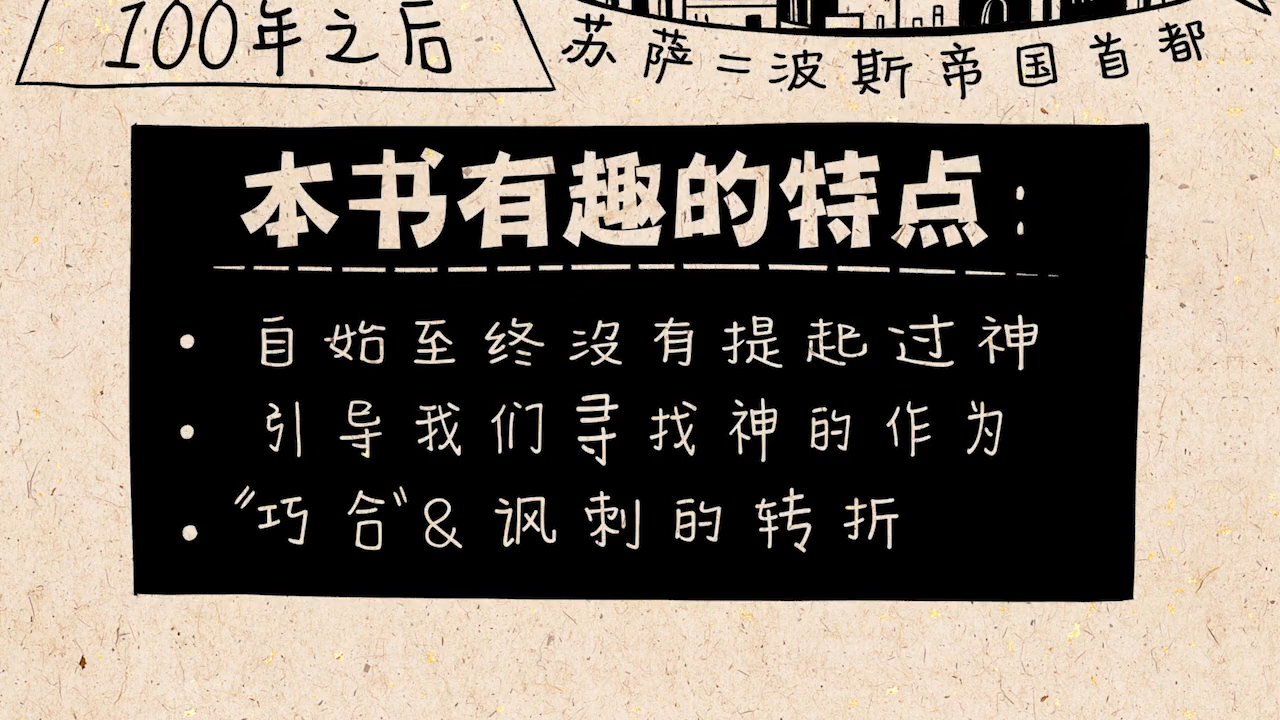 100年之后
苏萨=波斯帝国首都
本书有趣的特点:
• 自始至终没有提起过神
• 引导我们寻找神的作为
• "巧合"&讽刺的转折